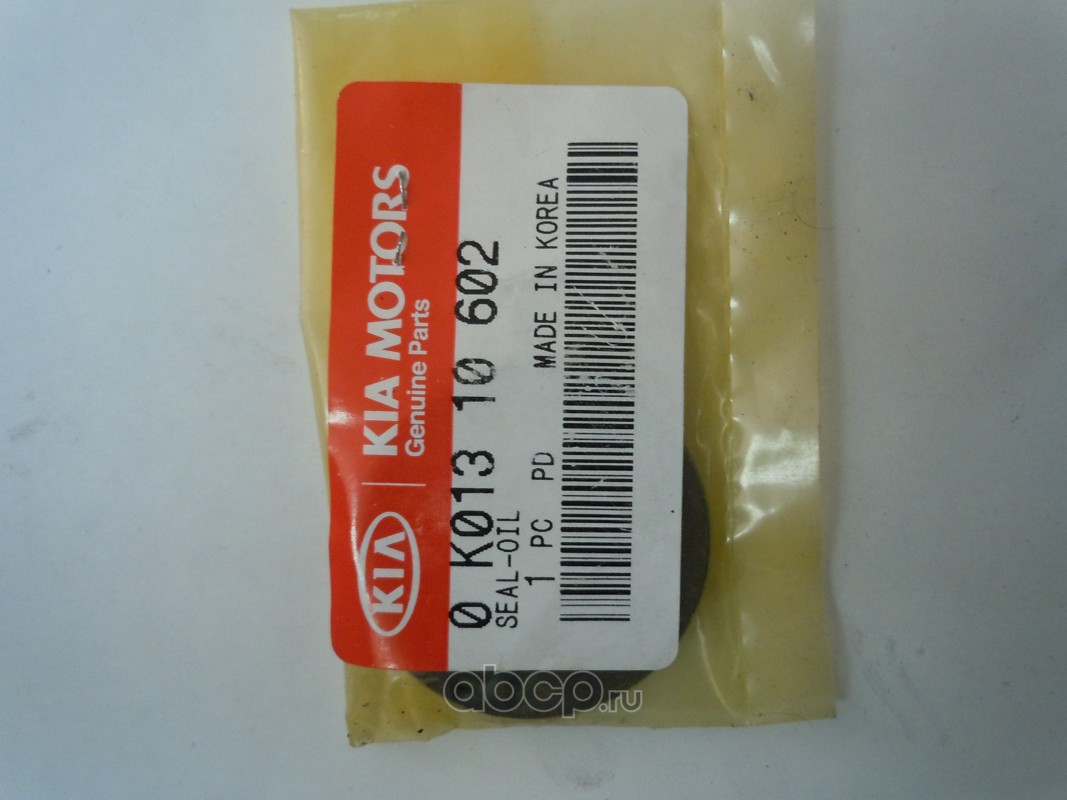 KIA
KIA MOTORS
Genuine Parts
0 K013 10 602
SEAL-OIL
1 PC PD MADE IN KOREA
abcp.ru